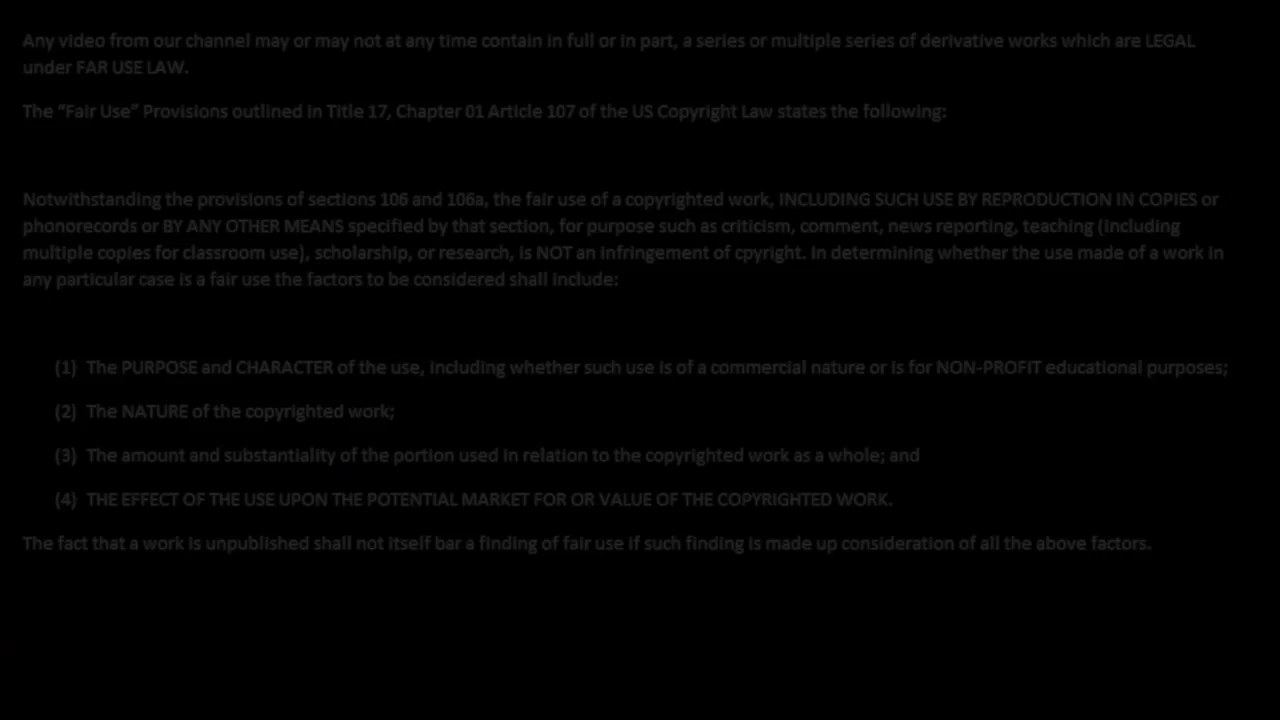 Any video from our channel may or may not at any time contain in full or in part, a series or multiple series of derivative works which are LEGAL
under FAR USE LAW.
The “Fair Use” Provisions outlined in Title 17, Chapter 01 Article 107 of the US Copyright Law states the following:
Notwithstanding the provisions of sections 106 and 106a, the fair use of a copyrighted work, INCLUDING SUCH USE BY REPRODUCTION IN COPIES or
phonorecords or BY ANY OTHER MEANS specified by that section, for purpose such as criticism, comment, news reporting, teaching (including
multiple copies for classroom use), scholarship, or research, is NOT an infringement of cpyright. In determining whether the use made of a work in
any particular case is a fair use the factors to be considered shall include:
(1) The PURPOSE and CHARACTER of the use, including whether such use is of a commercial nature or is for NON-PROFIT educational purposes;
(2) The NATURE of the copyrighted work;
(3) The amount and substantiality of the portion used in relation to the copyrighted work as a whole; and
(4) THE EFFECT OF THE USE UPON THE POTENTIAL MARKET FOR OR VALUE OF THE COPYRIGHTED WORK.
The fact that a work is unpublished shall not itself bar a finding of fair use if such finding is made up consideration of all the above factors.